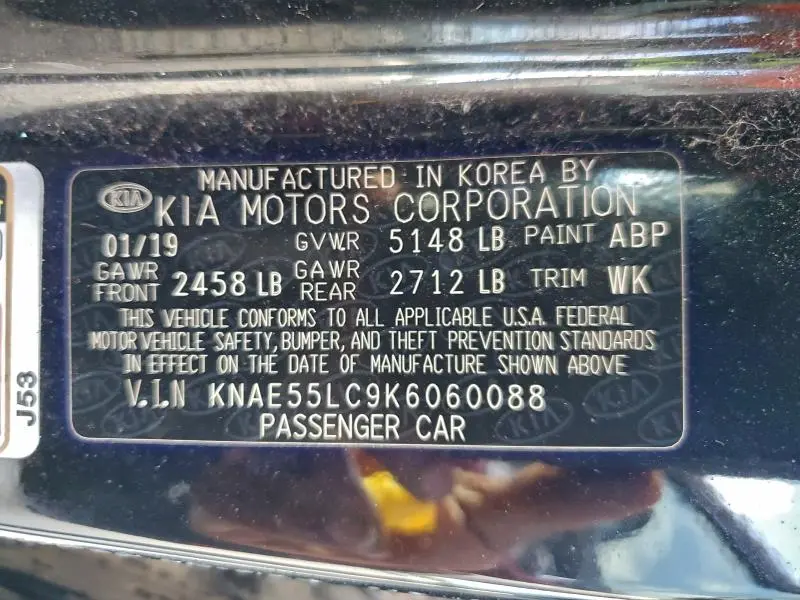 MANUFACTURED IN KOREA BY
KIA KIA MOTORS CORPORATION
01/19 GVWR 5148 LB PAINT ABP
GAWR FRONT 2458 LB GAWR REAR 2712 LB TRIM WK
THIS VEHICLE CONFORMS TO ALL APPLICABLE U.S.A. FEDERAL
MOTOR VEHICLE SAFETY, BUMPER, AND THEFT PREVENTION STANDARDS
IN EFFECT ON THE DATE OF MANUFACTURE SHOWN ABOVE
V.I.N KNAE55LC9K6060088
PASSENGER CAR
J53